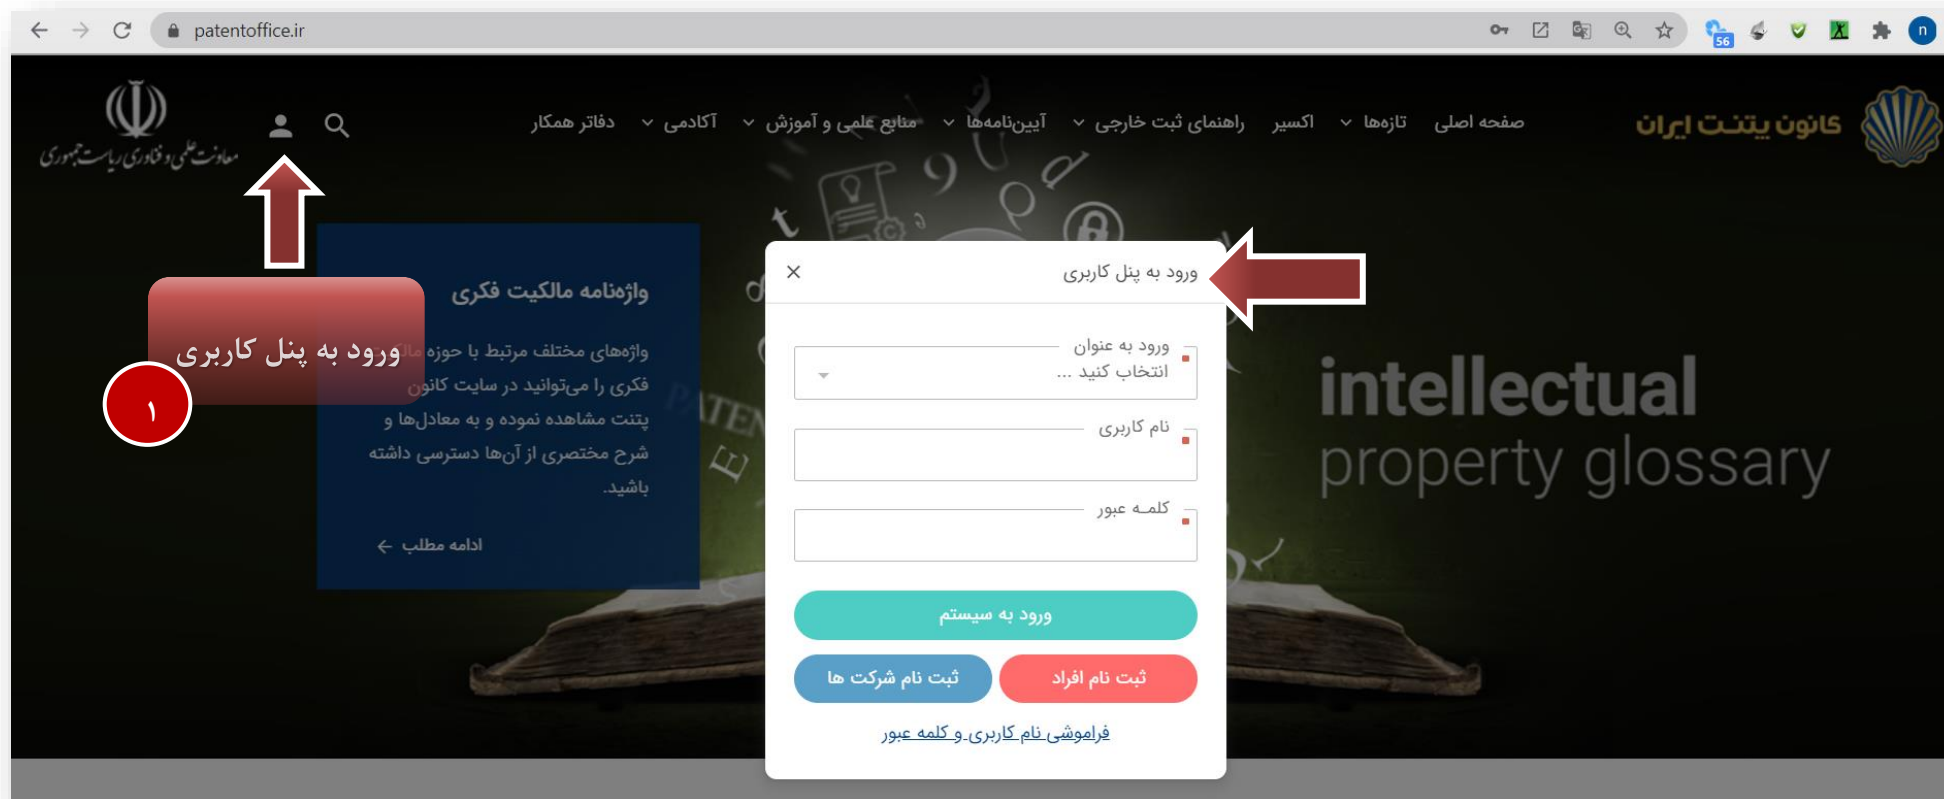 patentoffice.ir
56
n
کانون پتنت ایران
صفحه اصلی تازه‌ها اکسیر راهنمای ثبت خارجی آیین‌نامه‌ها منابع علمی و آموزش آکادمی دفاتر همکار
معاونت علمی و فناوری ریاست جمهوری
ورود به پنل کاربری
ورود به عنوان
انتخاب کنید ...
نام کاربری
کلمـه عبور
ورود به سیستم
ثبت نام افراد
ثبت نام شرکت ها
فراموشی نام کاربری و کلمه عبور
واژه‌نامه مالکیت فکری
واژه‌های مختلف مرتبط با حوزه مالکیت
فکری را می‌توانید در سایت کانون
پتنت مشاهده نموده و به معادل‌ها و
شرح مختصری از آن‌ها دسترسی داشته
باشید.
ادامه مطلب
ورود به پنل کاربری
۱
intellectual
property glossary